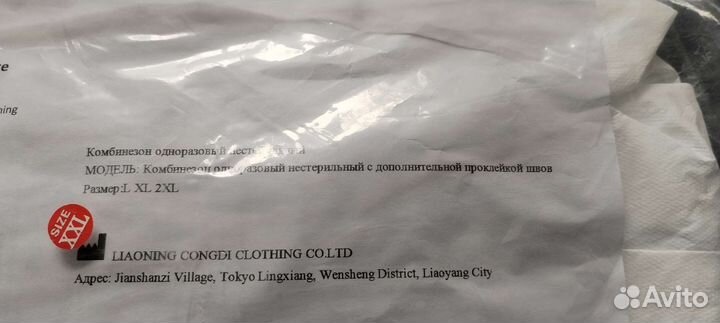 Комбинезон одноразовый
МОДЕЛЬ: Комбинезон одноразовый нестерильный с дополнительной проклейкой швов
Размер:L XL 2XL
SIZE
XXL
LIAONING CONGDI CLOTHING CO.LTD
Адрес: Jianshanzi Village, Tokyo Lingxiang, Wensheng District, Liaoyang City
Avito